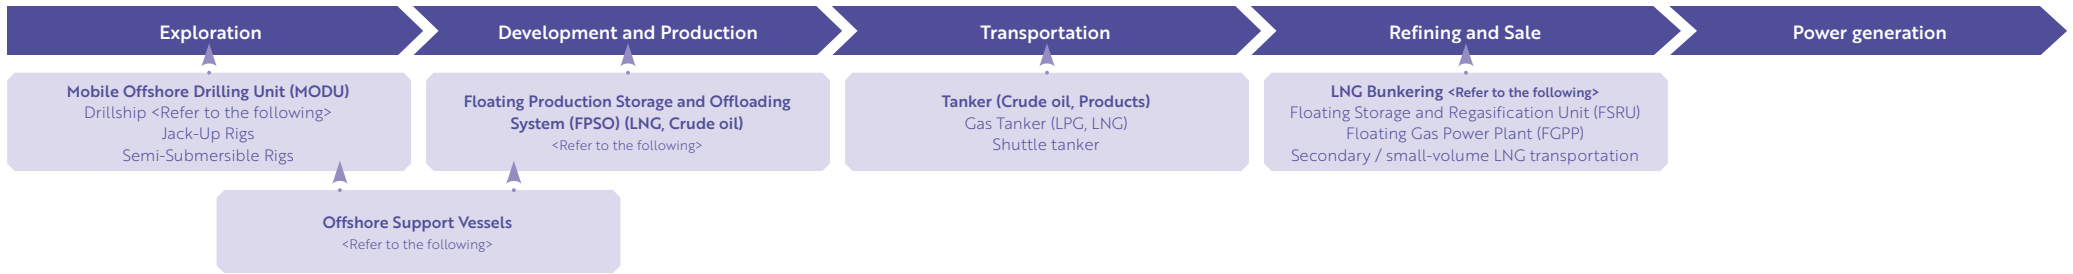 Exploration
Development and Production
Transportation
Refining and Sale
Power generation
Mobile Offshore Drilling Unit (MODU)
Drillship <Refer to the following>
Jack-Up Rigs
Semi-Submersible Rigs
Floating Production Storage and Offloading
System (FPSO) (LNG, Crude oil)
<Refer to the following>
Tanker (Crude oil, Products)
Gas Tanker (LPG, LNG)
Shuttle tanker
LNG Bunkering <Refer to the following>
Floating Storage and Regasification Unit (FSRU)
Floating Gas Power Plant (FGPP)
Secondary / small-volume LNG transportation
Offshore Support Vessels
<Refer to the following>